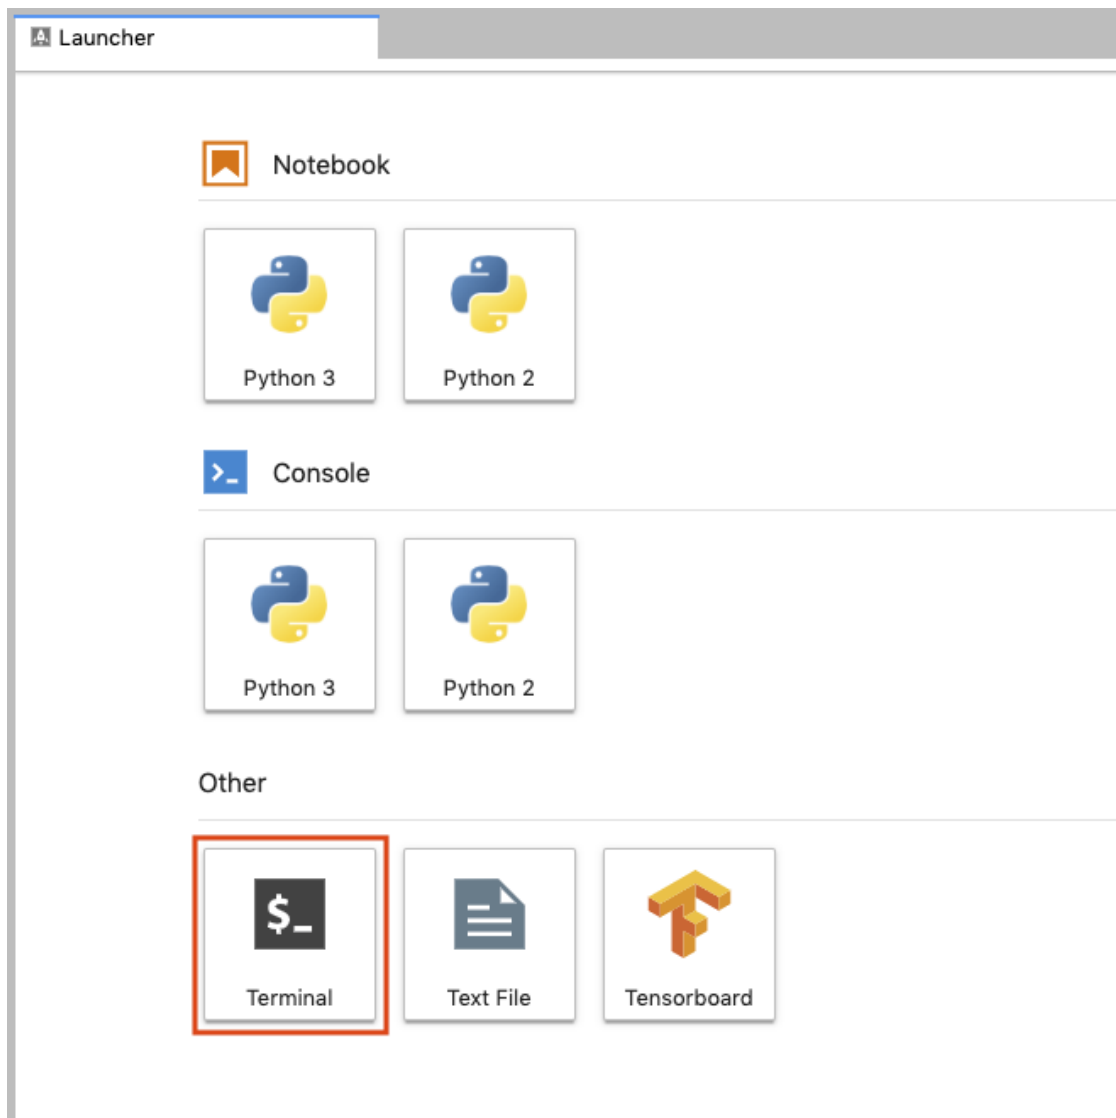 Launcher
Notebook
Python 3 Python 2
Console
Python 3 Python 2
Other
$_
Terminal Text File Tensorboard